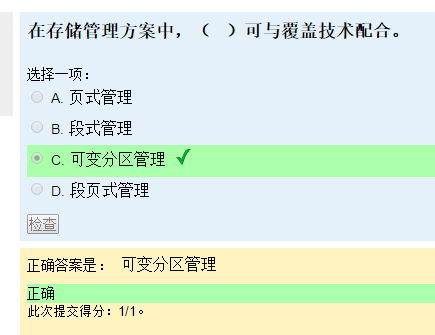 在存储管理方案中，（  ）可与覆盖技术配合。
选择一项：
A. 页式管理
B. 段式管理
C. 可变分区管理
D. 段页式管理
检查
正确答案是： 可变分区管理
正确
此次提交得分：1/1。